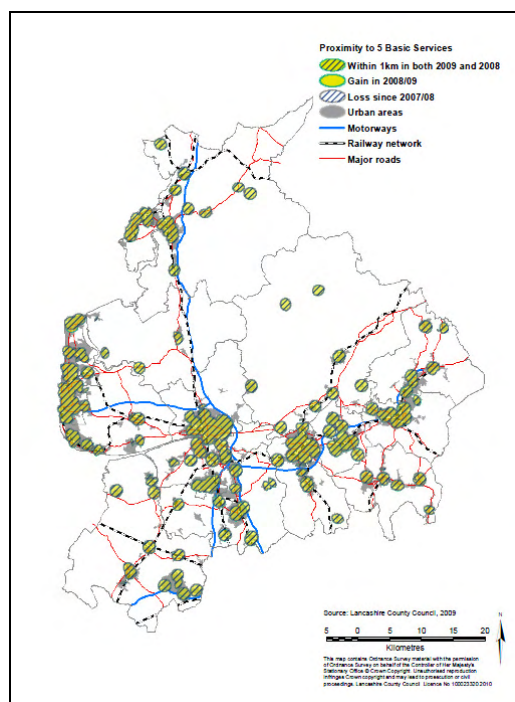 Proximity to 5 Basic Services
Within 1km in both 2009 and 2008
Gain in 2008/09
Loss since 2007/08
Urban areas
Motorways
Railway network
Major roads
Source: Lancashire County Council, 2009
N
5 0 5 10 15 20
Kilometres
This map contains Ordnance Survey material with the permission
of Ordnance Survey on behalf of the Controller of Her Majesty's
Stationery Office © Crown Copyright. Unauthorised reproduction
infringes Crown copyright and may lead to prosecution or civil
proceedings. Lancashire County Council Licence No 100023320 2010